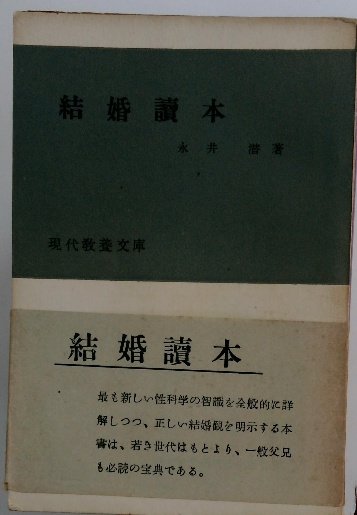 結婚讀本
永井 潜著
現代教養文庫
結婚讀本
最も新しい性科学の智識を全般的に詳
解しつつ、正しい結婚観を明示する本
書は、若き世代はもとより、一般父兄
も必読の宝典である。